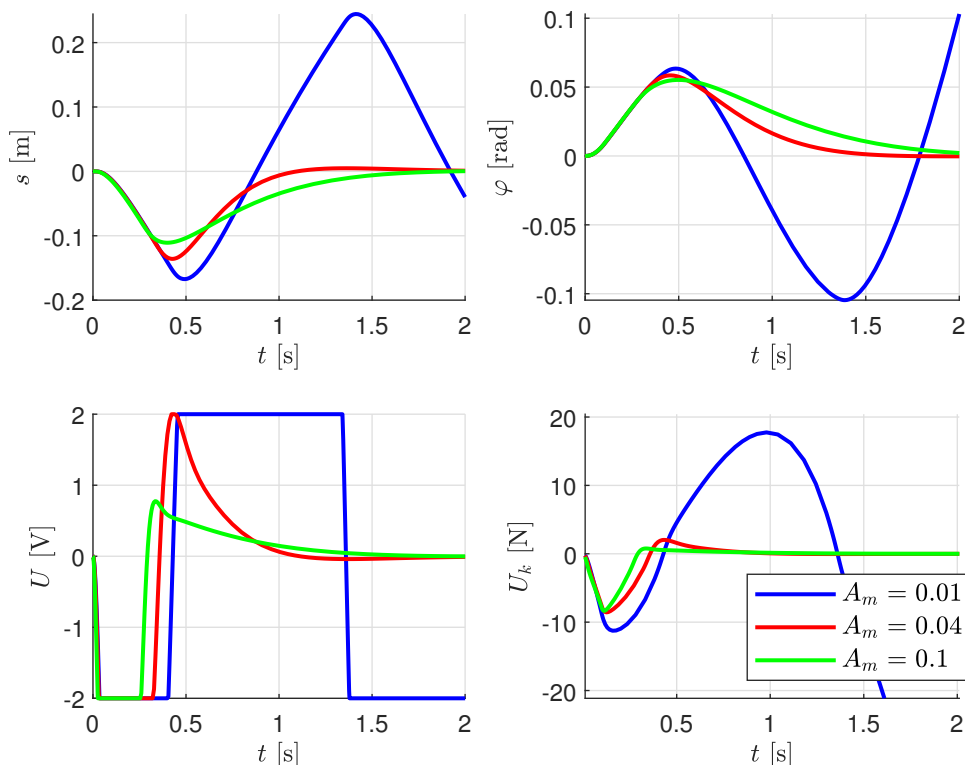 0.2
0.1
0
-0.1
-0.2
s [m]
0 0.5 1 1.5 2
t [s]
0.1
0.05
0
-0.05
-0.1
φ [rad]
0 0.5 1 1.5 2
t [s]
2
1
0
-1
-2
U [V]
0 0.5 1 1.5 2
t [s]
20
10
0
-10
-20
U_k [N]
0 0.5 1 1.5 2
t [s]
A_m = 0.01
A_m = 0.04
A_m = 0.1